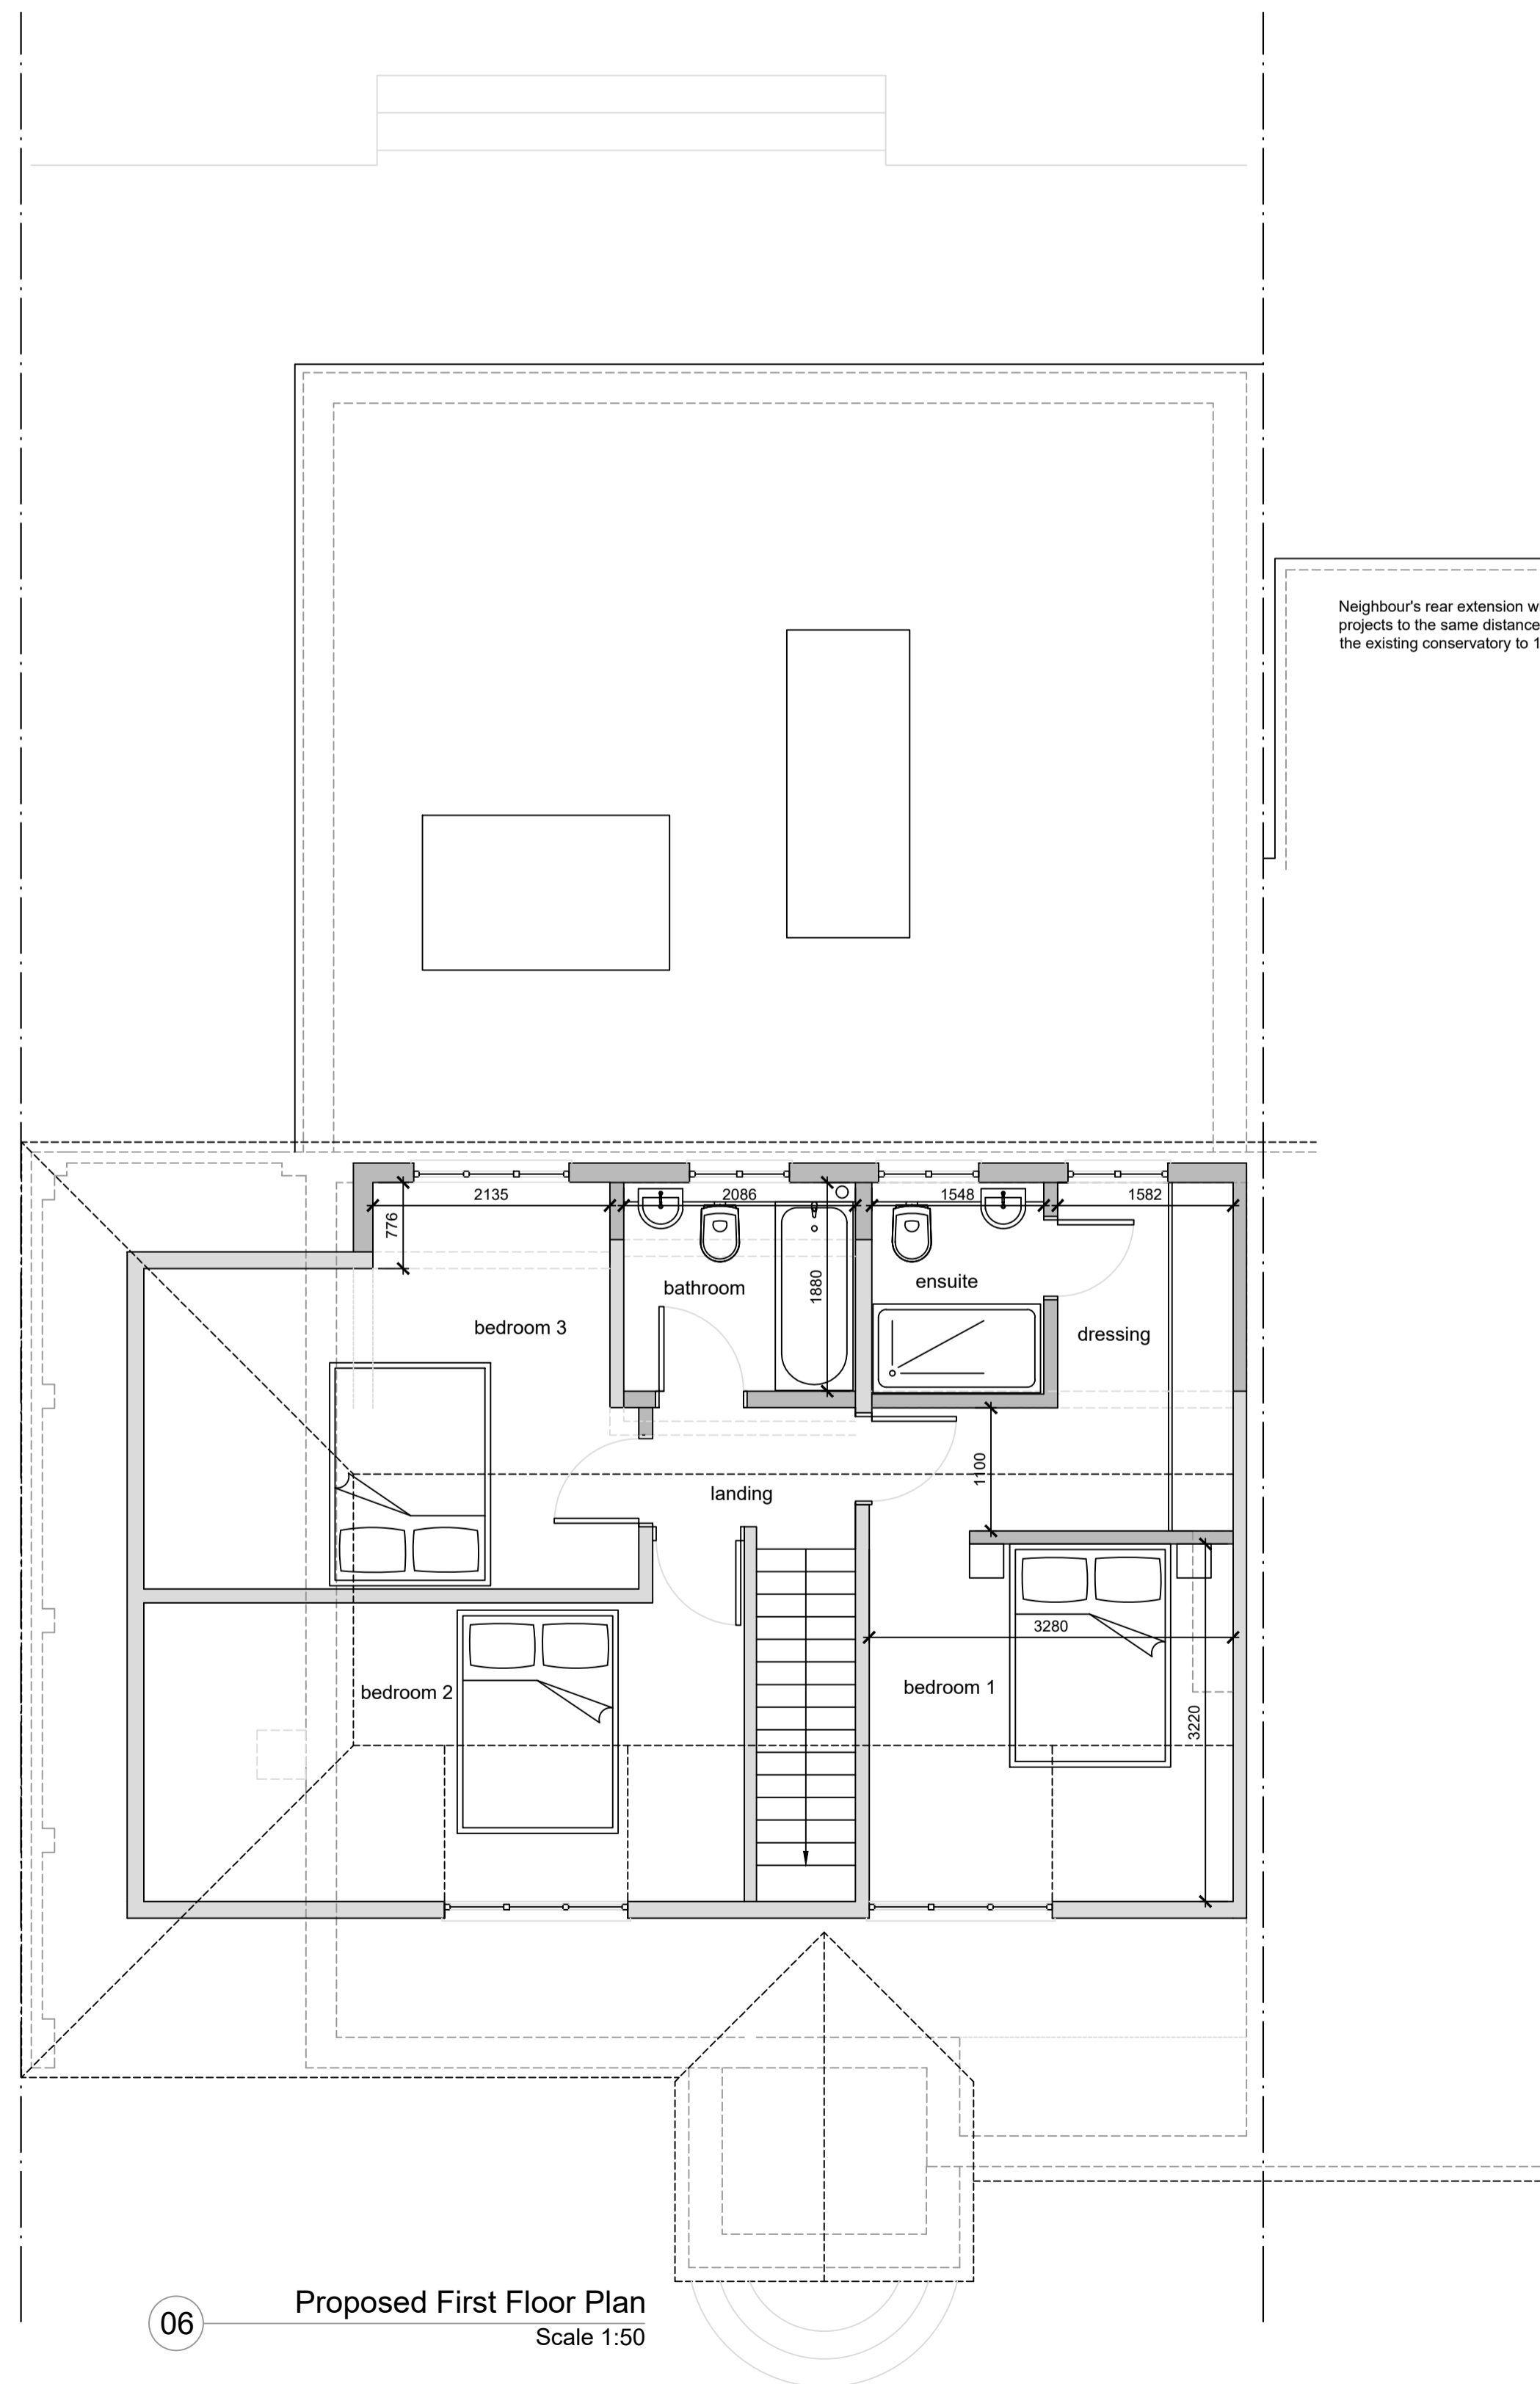 Neighbour's rear extension w
projects to the same distance
the existing conservatory to 1
2135
2086
1548
1582
776
bathroom
1880
ensuite
bedroom 3
dressing
1100
landing
3280
bedroom 2
bedroom 1
3220
06
Proposed First Floor Plan
Scale 1:50